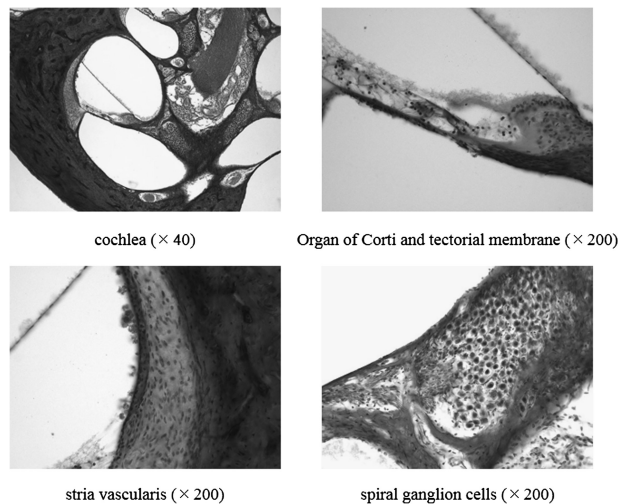 cochlea (× 40)
Organ of Corti and tectorial membrane (× 200)
stria vascularis (× 200)
spiral ganglion cells (× 200)